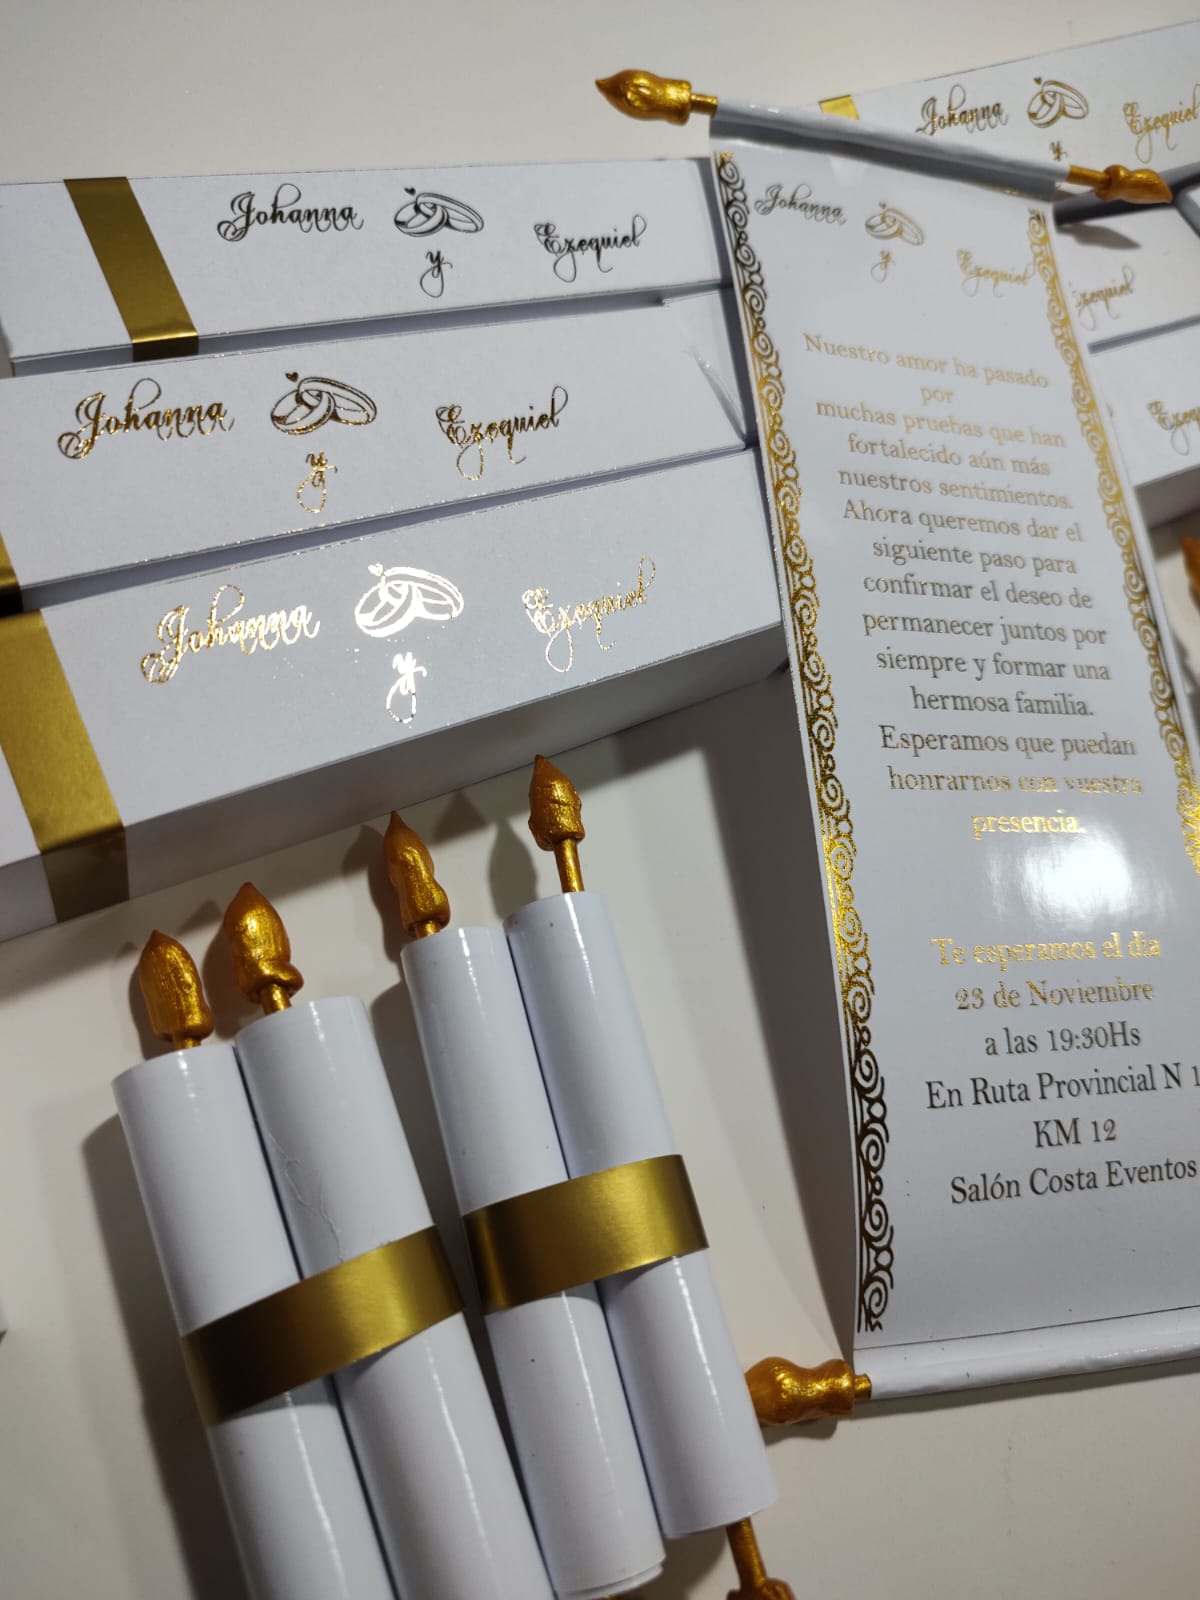 Johanna
y
Ezequiel
Johanna
y
Ezequiel
Johanna
y
Ezequiel
Johanna
y
Ezequiel
Johanna
y
Ezequiel
Nuestro amor ha pasado
por
muchas pruebas que han
fortalecido aún más
nuestros sentimientos.
Ahora queremos dar el
siguiente paso para
confirmar el deseo de
permanecer juntos por
siempre y formar una
hermosa familia.
Esperamos que puedan
honrarnos con vuestra
presencia.
Te esperamos el dia
23 de Noviembre
a las 19:30Hs
En Ruta Provincial N 1
KM 12
Salón Costa Eventos